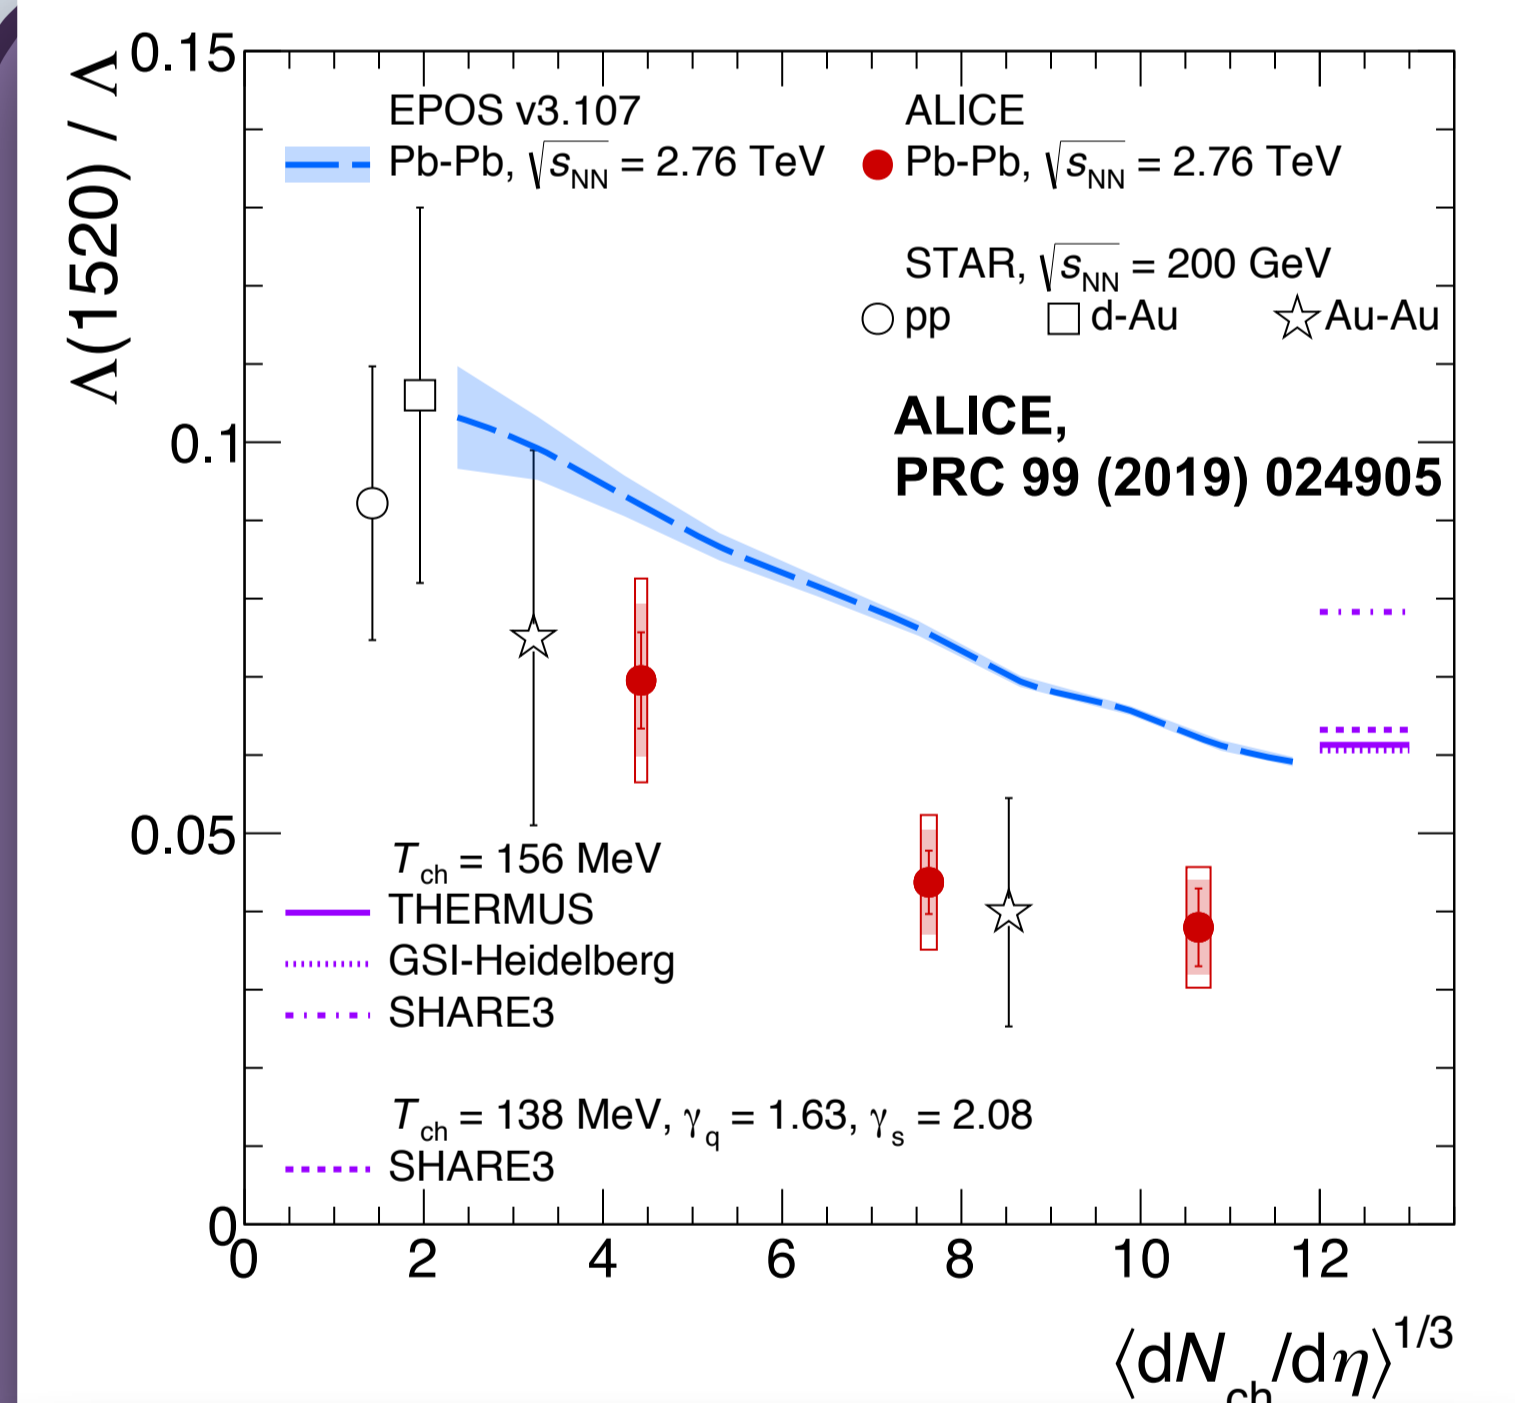 Λ(1520) / Λ
0.15
0.1
0.05
0
EPOS v3.107
Pb-Pb, √sNN = 2.76 TeV
ALICE
Pb-Pb, √sNN = 2.76 TeV
STAR, √sNN = 200 GeV
pp
d-Au
Au-Au
ALICE,
PRC 99 (2019) 024905
Tch = 156 MeV
THERMUS
GSI-Heidelberg
SHARE3
Tch = 138 MeV, γq = 1.63, γs = 2.08
SHARE3
0 2 4 6 8 10 12
⟨dNch/dη⟩1/3